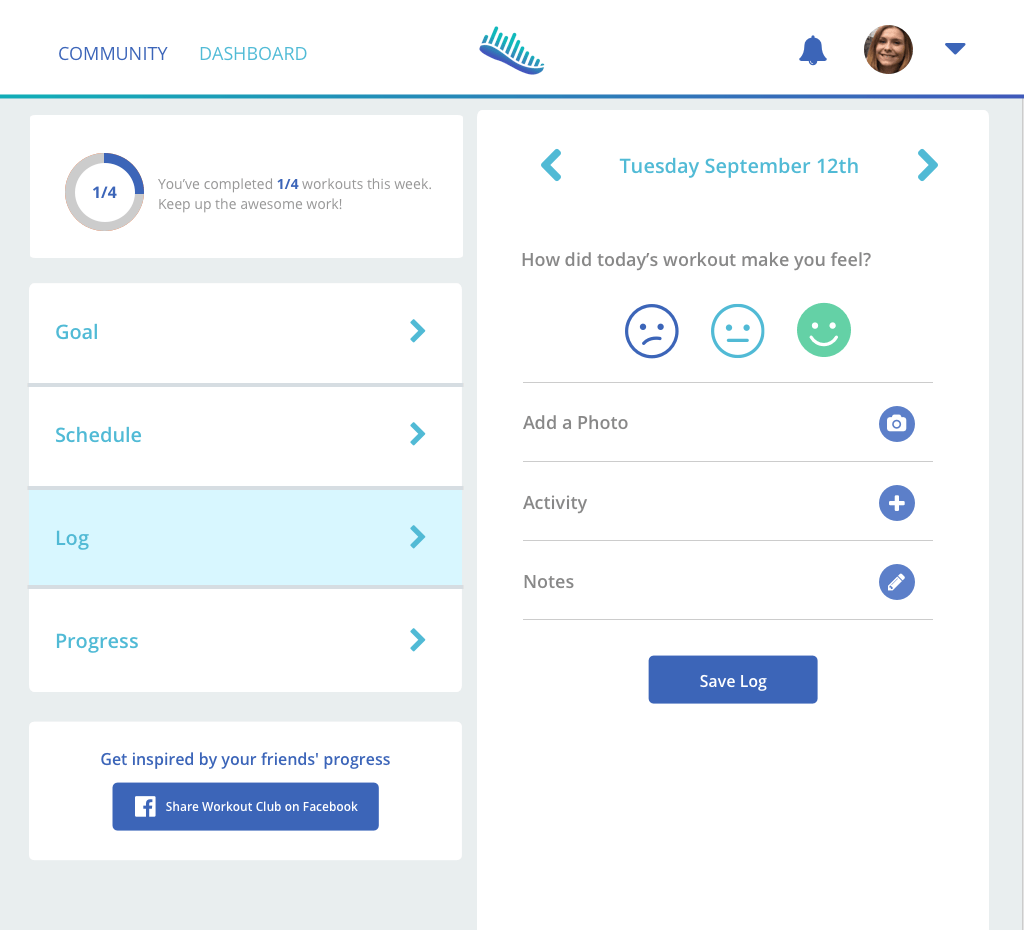 COMMUNITY
DASHBOARD
1/4
You’ve completed 1/4 workouts this week.
Keep up the awesome work!
Goal
Schedule
Log
Progress
Get inspired by your friends' progress
Share Workout Club on Facebook
Tuesday September 12th
How did today’s workout make you feel?
Add a Photo
Activity
Notes
Save Log